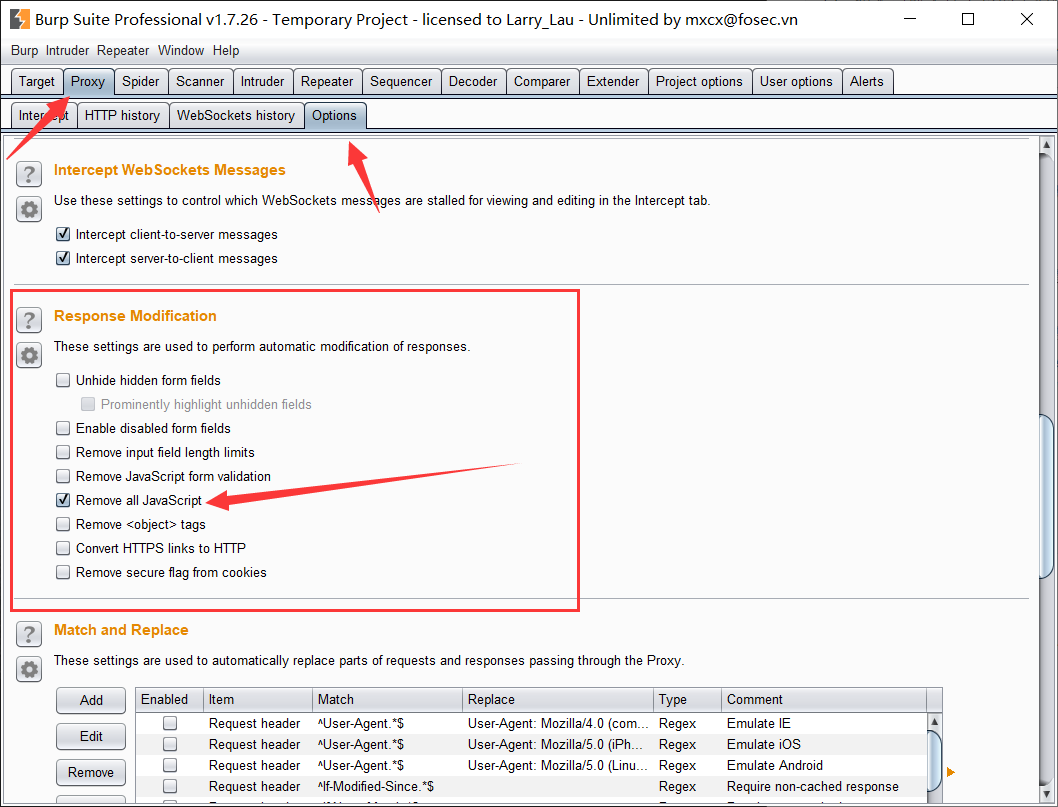 Burp Suite Professional v1.7.26 - Temporary Project - licensed to Larry_Lau - Unlimited by mxcx@fosec.vn
Burp Intruder Repeater Window Help
Target Proxy Spider Scanner Intruder Repeater Sequencer Decoder Comparer Extender Project options User options Alerts
Intercept HTTP history WebSockets history Options
? Intercept WebSockets Messages
Use these settings to control which WebSockets messages are stalled for viewing and editing in the Intercept tab.
Intercept client-to-server messages
Intercept server-to-client messages
? Response Modification
These settings are used to perform automatic modification of responses.
Unhide hidden form fields
Prominently highlight unhidden fields
Enable disabled form fields
Remove input field length limits
Remove JavaScript form validation
Remove all JavaScript
Remove <object> tags
Convert HTTPS links to HTTP
Remove secure flag from cookies
? Match and Replace
These settings are used to automatically replace parts of requests and responses passing through the Proxy.
Add Enabled Item Match Replace Type Comment
Request header ^User-Agent.*$ User-Agent: Mozilla/4.0 (com... Regex Emulate IE
Edit Request header ^User-Agent.*$ User-Agent: Mozilla/5.0 (iPh... Regex Emulate iOS
Request header ^User-Agent.*$ User-Agent: Mozilla/5.0 (Linu... Regex Emulate Android
Remove Request header ^If-Modified-Since.*$ Regex Require non-cached response